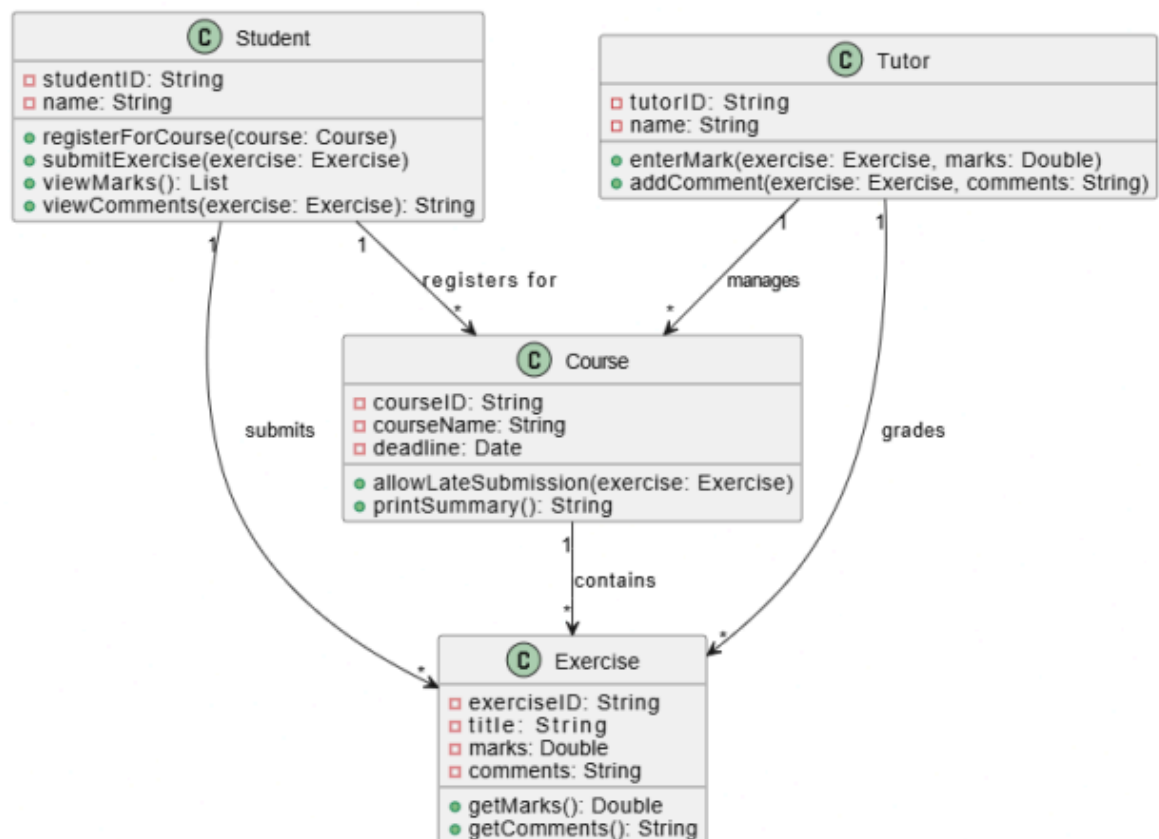 C Student
studentID: String
name: String
registerForCourse(course: Course)
submitExercise(exercise: Exercise)
viewMarks(): List
viewComments(exercise: Exercise): String
C Tutor
tutorID: String
name: String
enterMark(exercise: Exercise, marks: Double)
addComment(exercise: Exercise, comments: String)
1
1
1
1
registers for
manages
*
*
C Course
courseID: String
courseName: String
deadline: Date
allowLateSubmission(exercise: Exercise)
printSummary(): String
submits
grades
1
contains
*
*
*
C Exercise
exerciseID: String
title: String
marks: Double
comments: String
getMarks(): Double
getComments(): String